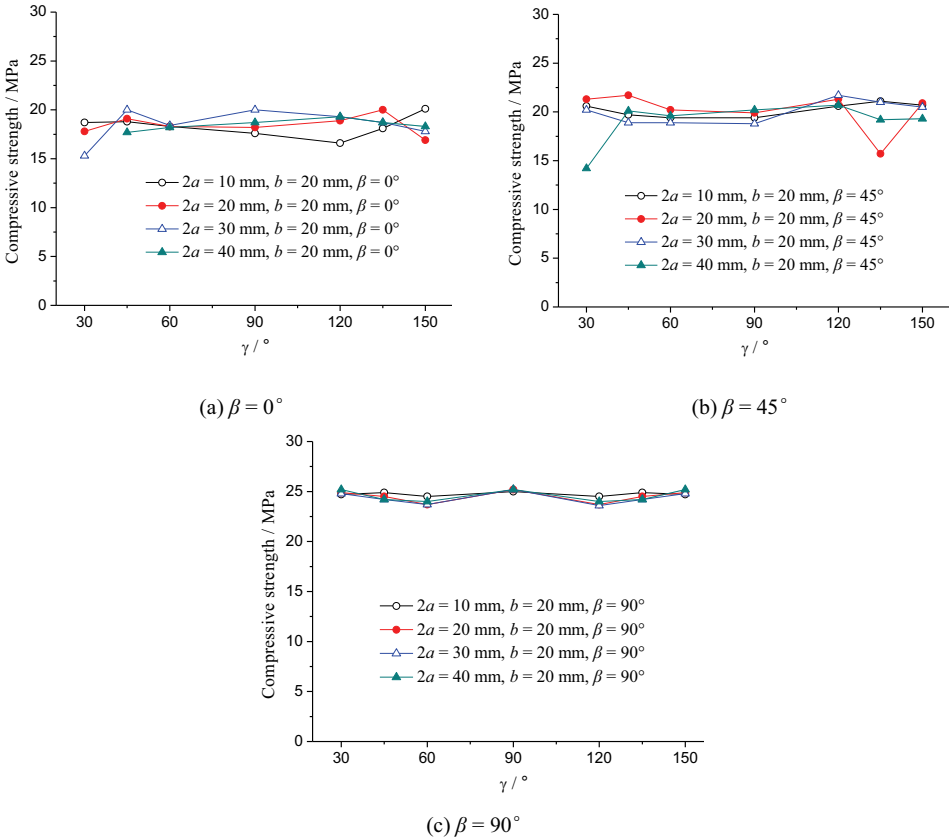 30
25
20
15
10
5
0
Compressive strength / MPa
2a = 10 mm, b = 20 mm, β = 0°
2a = 20 mm, b = 20 mm, β = 0°
2a = 30 mm, b = 20 mm, β = 0°
2a = 40 mm, b = 20 mm, β = 0°
30 60 90 120 150
γ / °
(a) β = 0°
30
25
20
15
10
5
0
Compressive strength / MPa
2a = 10 mm, b = 20 mm, β = 45°
2a = 20 mm, b = 20 mm, β = 45°
2a = 30 mm, b = 20 mm, β = 45°
2a = 40 mm, b = 20 mm, β = 45°
30 60 90 120 150
γ / °
(b) β = 45°
30
25
20
15
10
5
0
Compressive strength / MPa
2a = 10 mm, b = 20 mm, β = 90°
2a = 20 mm, b = 20 mm, β = 90°
2a = 30 mm, b = 20 mm, β = 90°
2a = 40 mm, b = 20 mm, β = 90°
30 60 90 120 150
γ / °
(c) β = 90°